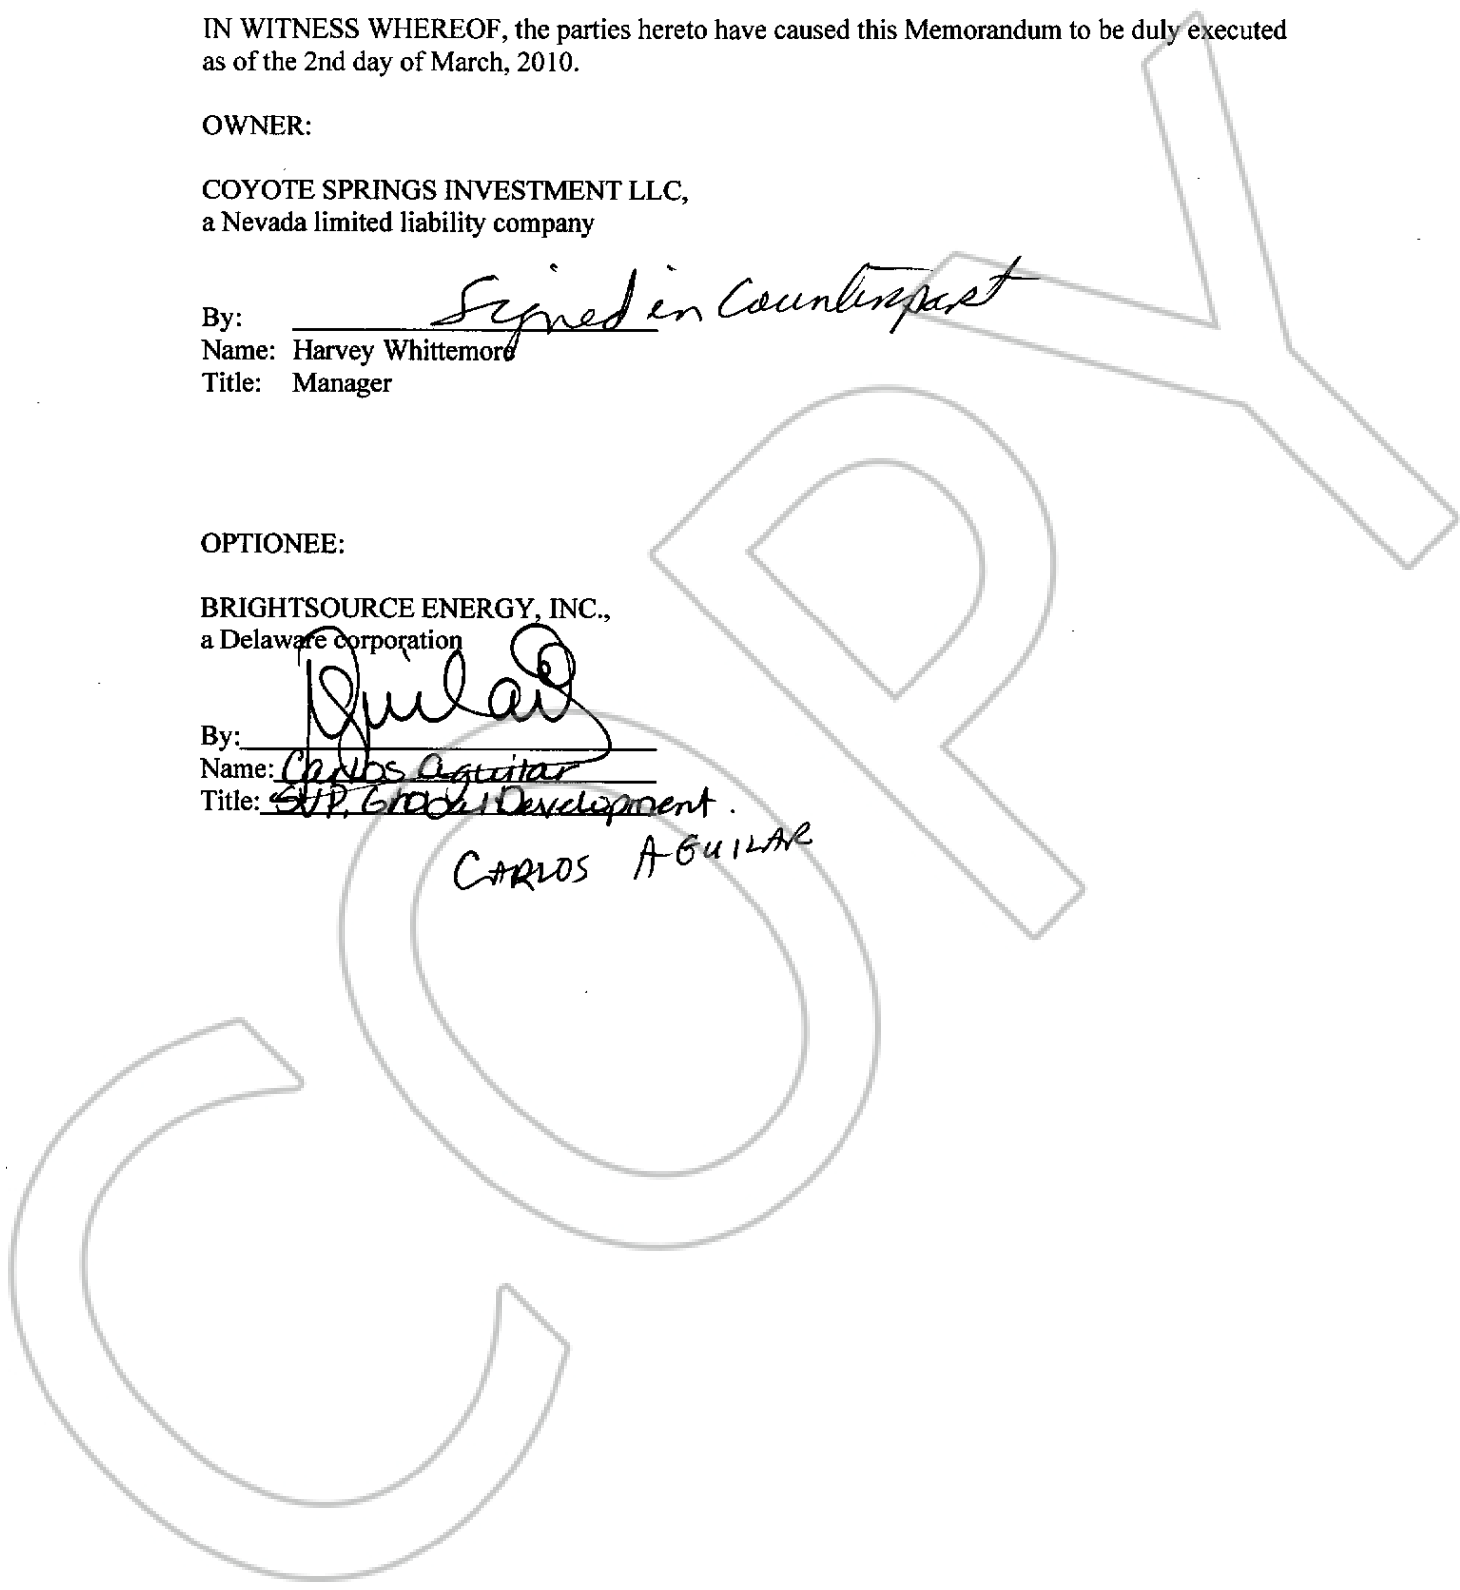 IN WITNESS WHEREOF, the parties hereto have caused this Memorandum to be duly executed
as of the 2nd day of March, 2010.
OWNER:
COYOTE SPRINGS INVESTMENT LLC,
a Nevada limited liability company
By: Signed in Counterpart
Name: Harvey Whittemore
Title: Manager
OPTIONEE:
BRIGHTSOURCE ENERGY, INC.,
a Delaware corporation
By: Aguilar
Name: Carlos Aguilar
Title: SVP, Global Development.
CARLOS AGUILAR
COPY